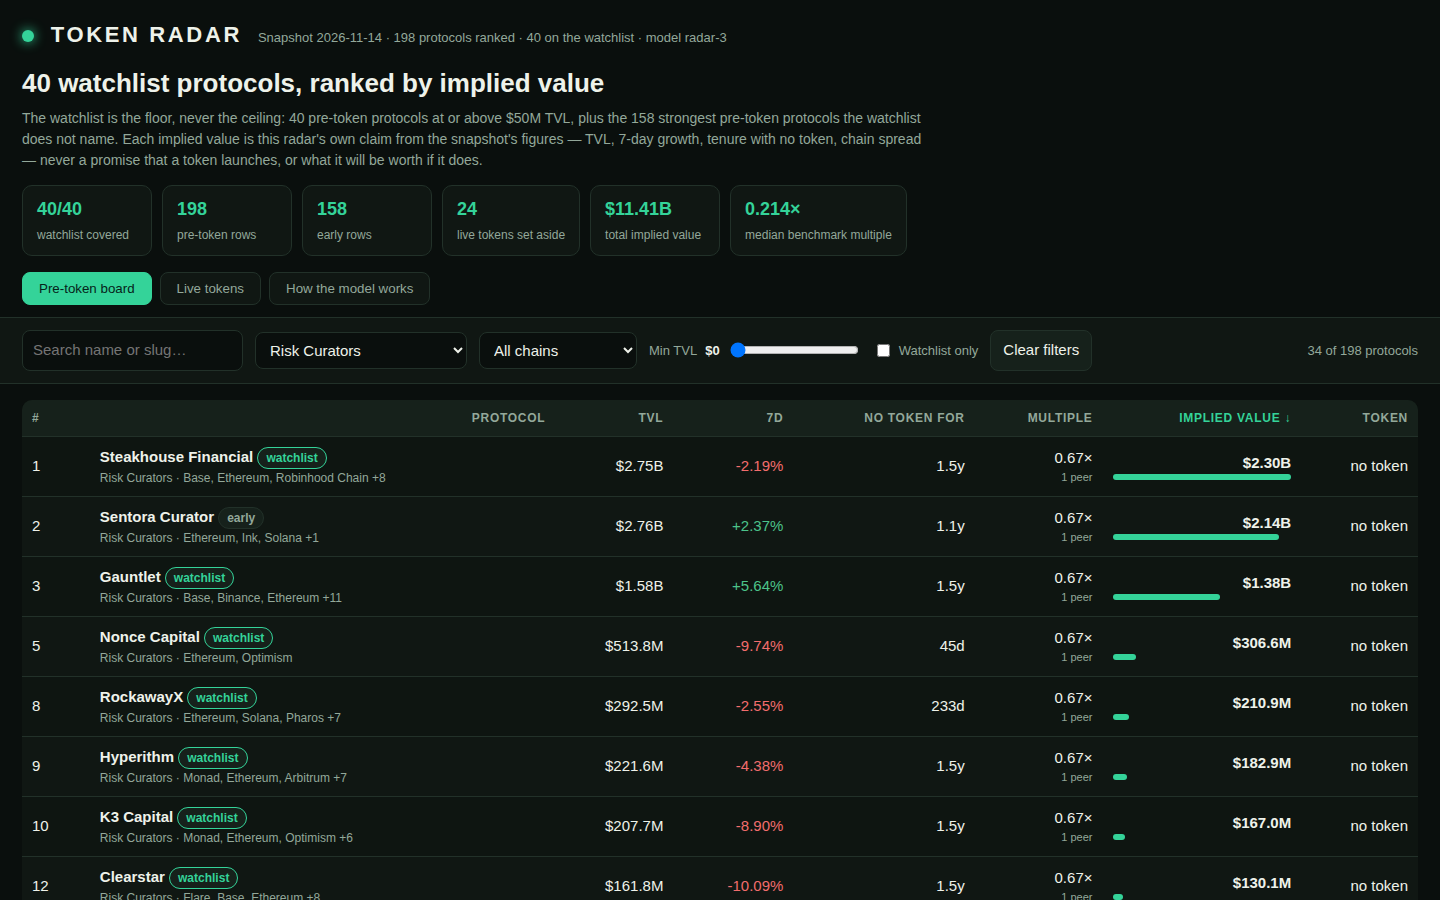 TOKEN RADAR Snapshot 2026-11-14 · 198 protocols ranked · 40 on the watchlist · model radar-3
40 watchlist protocols, ranked by implied value
The watchlist is the floor, never the ceiling: 40 pre-token protocols at or above $50M TVL, plus the 158 strongest pre-token protocols the watchlist
does not name. Each implied value is this radar's own claim from the snapshot's figures — TVL, 7-day growth, tenure with no token, chain spread
— never a promise that a token launches, or what it will be worth if it does.
40/40 198 158 24 $11.41B 0.214×
watchlist covered pre-token rows early rows live tokens set aside total implied value median benchmark multiple
Pre-token board Live tokens How the model works
Search name or slug… Risk Curators All chains Min TVL $0 Watchlist only Clear filters 34 of 198 protocols
# PROTOCOL TVL 7D NO TOKEN FOR MULTIPLE IMPLIED VALUE ↓ TOKEN
1 Steakhouse Financial watchlist $2.75B -2.19% 1.5y 0.67× $2.30B no token
Risk Curators · Base, Ethereum, Robinhood Chain +8 1 peer
2 Sentora Curator early $2.76B +2.37% 1.1y 0.67× $2.14B no token
Risk Curators · Ethereum, Ink, Solana +1 1 peer
3 Gauntlet watchlist $1.58B +5.64% 1.5y 0.67× $1.38B no token
Risk Curators · Base, Binance, Ethereum +11 1 peer
5 Nonce Capital watchlist $513.8M -9.74% 45d 0.67× $306.6M no token
Risk Curators · Ethereum, Optimism 1 peer
8 RockawayX watchlist $292.5M -2.55% 233d 0.67× $210.9M no token
Risk Curators · Ethereum, Solana, Pharos +7 1 peer
9 Hyperithm watchlist $221.6M -4.38% 1.5y 0.67× $182.9M no token
Risk Curators · Monad, Ethereum, Arbitrum +7 1 peer
10 K3 Capital watchlist $207.7M -8.90% 1.5y 0.67× $167.0M no token
Risk Curators · Monad, Ethereum, Optimism +6 1 peer
12 Clearstar watchlist $161.8M -10.09% 1.5y 0.67× $130.1M no token
Risk Curators · Flare, Base, Ethereum +8 1 peer